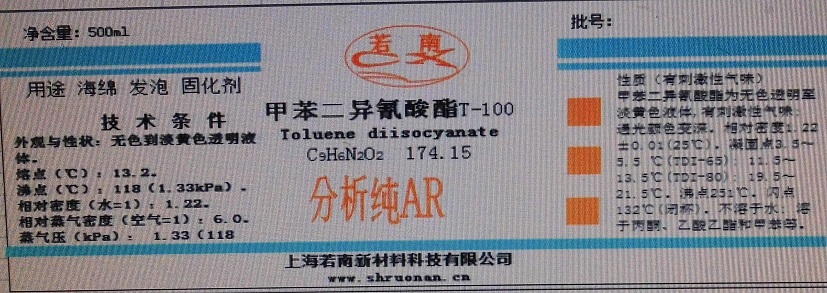 净含量：500ml
批号：
若南
用途 海绵 发泡 固化剂
技术条件
外观与性状：无色到淡黄色透明液
体。
熔点（℃）：13.2。
沸点（℃）：118（1.33kPa）。
相对密度（水=1）：1.22。
相对蒸气密度（空气=1）：6.0。
蒸气压（kPa）：1.33（118
甲苯二异氰酸酯T-100
Toluene diisocyanate
C9H6N2O2 174.15
分析纯AR
性质（有刺激性气味）
甲苯二异氰酸酯为无色透明至
淡黄色液体，有刺激性气味；
遇光颜色变深。相对密度1.22
±0.01(25℃)。凝固点3.5～
5.5℃(TDI-65)；11.5～
13.5℃(TDI-80)；19.5～
21.5℃。沸点251℃。闪点
132℃(闭杯)。不溶于水；溶
于丙酮、乙酸乙酯和甲苯等。
上海若南新材料科技有限公司
www.shruonan.cn